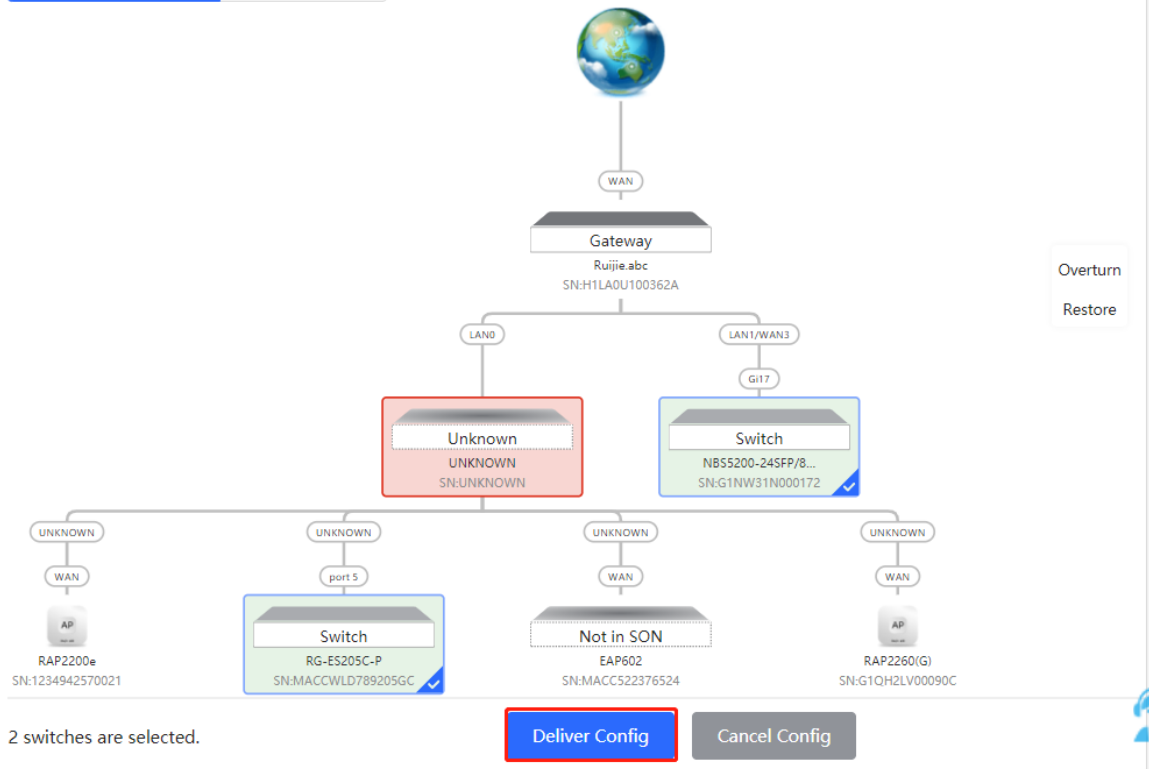 WAN
Gateway
Ruijie.abc
SN:H1LA0U100362A
Overturn
Restore
LAN0
LAN1/WAN3
Gi17
Unknown
UNKNOWN
SN:UNKNOWN
Switch
NBS5200-24SFP/8...
SN:G1NW31N000172
UNKNOWN
UNKNOWN
UNKNOWN
UNKNOWN
WAN
port 5
WAN
WAN
AP
RAP2200e
SN:1234942570021
Switch
RG-ES205C-P
SN:MACCWLD789205GC
Not in SON
EAP602
SN:MACC522376524
AP
RAP2260(G)
SN:G1QH2LV00090C
2 switches are selected.
Deliver Config
Cancel Config